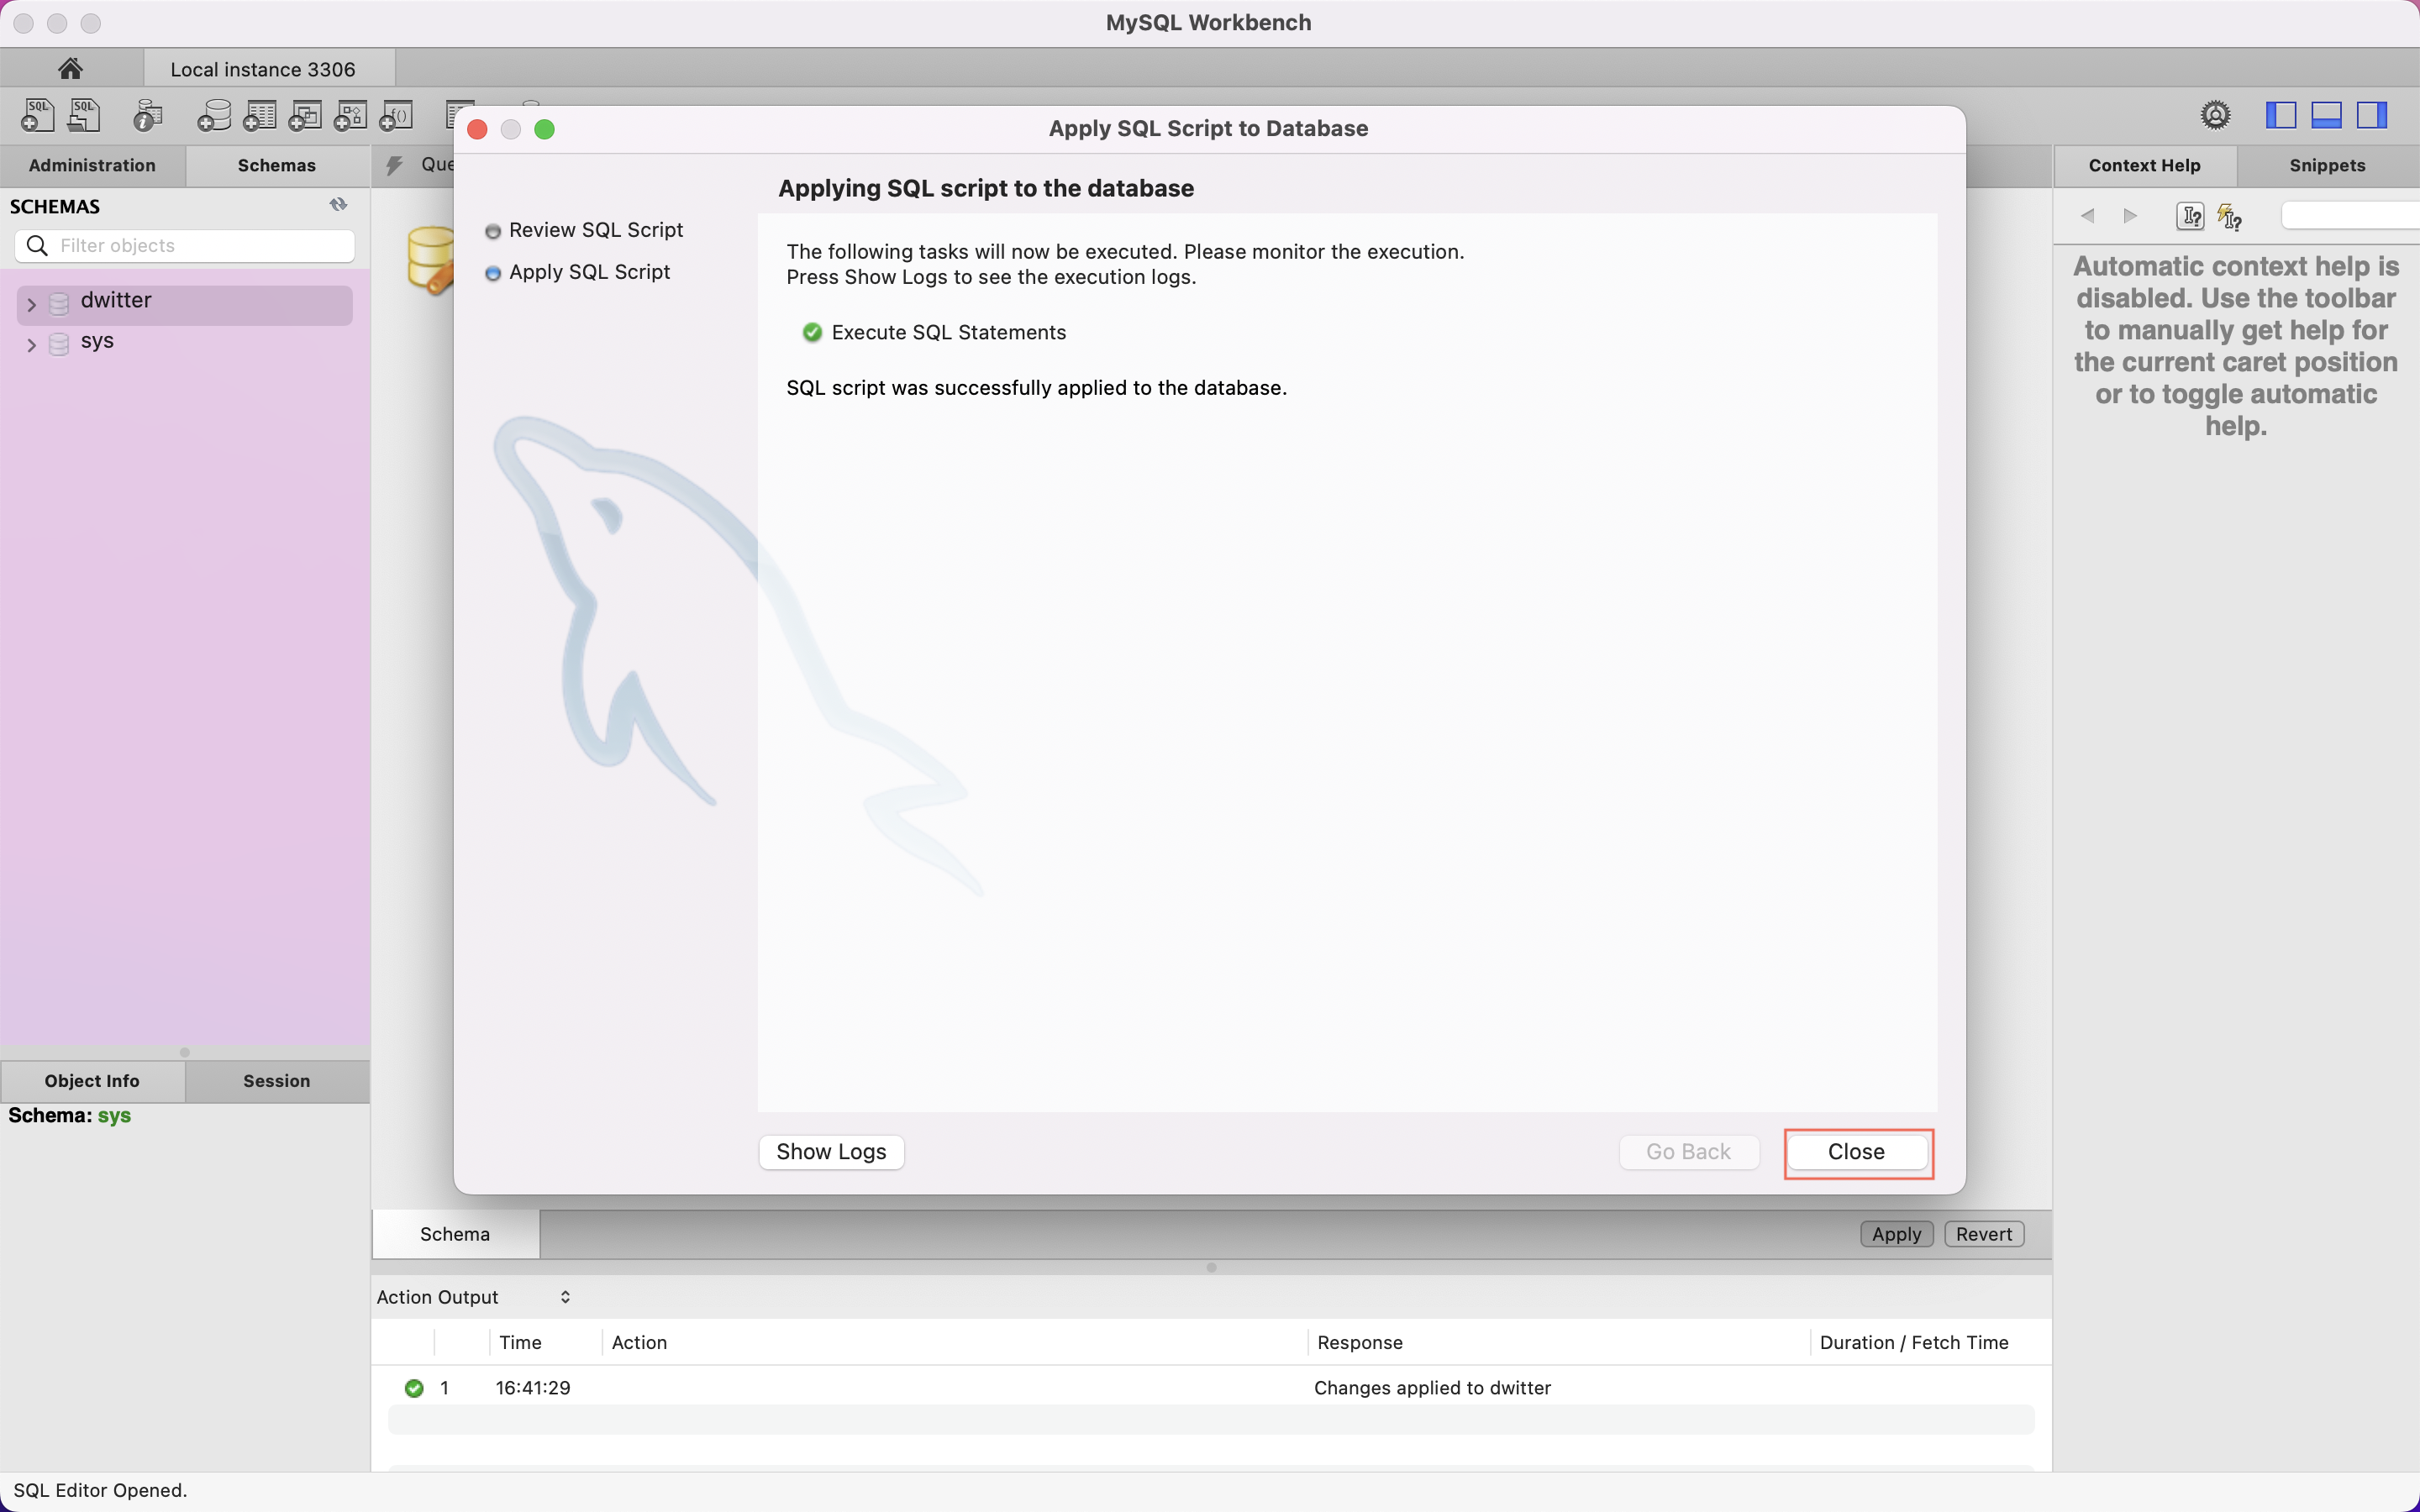 MySQL Workbench
Local instance 3306
SQL
SQL
f()
Apply SQL Script to Database
Administration
Schemas
Context Help
Snippets
Applying SQL script to the database
SCHEMAS
Filter objects
dwitter
sys
Review SQL Script
Apply SQL Script
The following tasks will now be executed. Please monitor the execution.
Press Show Logs to see the execution logs.
Execute SQL Statements
SQL script was successfully applied to the database.
Automatic context help is
disabled. Use the toolbar
to manually get help for
the current caret position
or to toggle automatic
help.
Object Info
Session
Schema: sys
Show Logs
Go Back
Close
Schema
Apply
Revert
Action Output
Time
Action
Response
Duration / Fetch Time
1
16:41:29
Changes applied to dwitter
SQL Editor Opened.